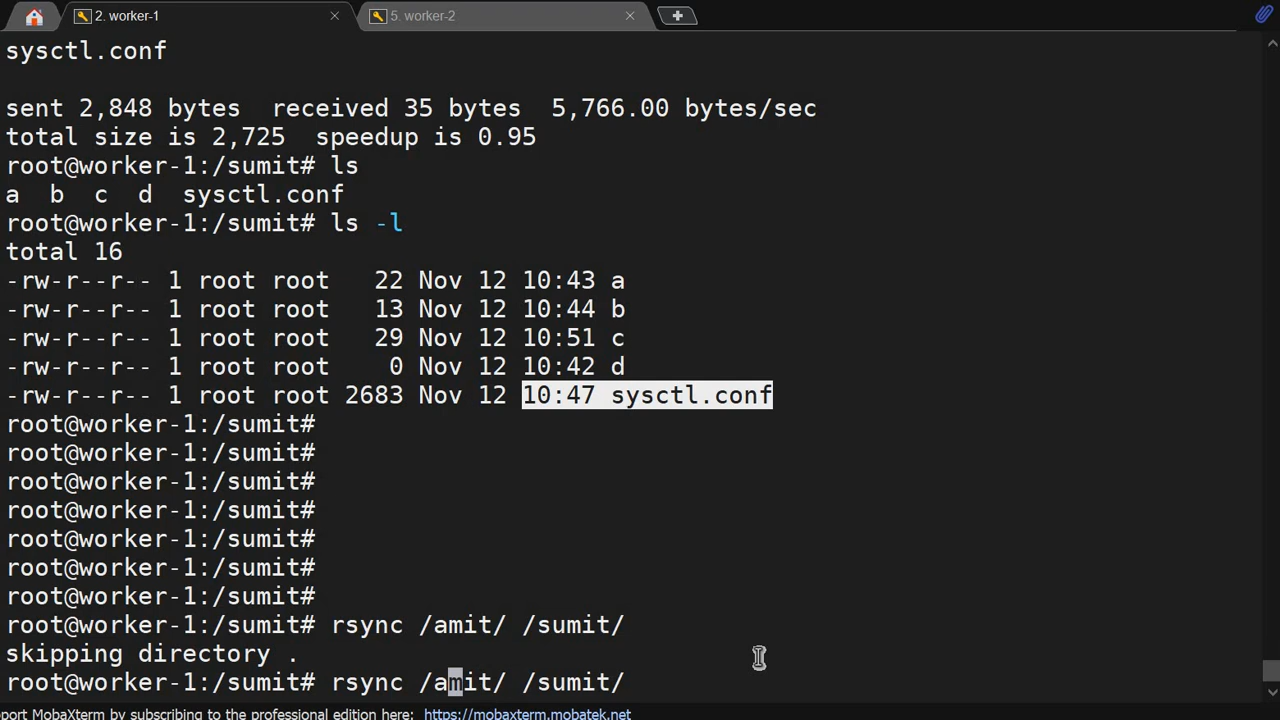 2. worker-1
5. worker-2
sysctl.conf
sent 2,848 bytes  received 35 bytes  5,766.00 bytes/sec
total size is 2,725  speedup is 0.95
root@worker-1:/sumit# ls
a  b  c  d  sysctl.conf
root@worker-1:/sumit# ls -l
total 16
-rw-r--r-- 1 root root   22 Nov 12 10:43 a
-rw-r--r-- 1 root root   13 Nov 12 10:44 b
-rw-r--r-- 1 root root   29 Nov 12 10:51 c
-rw-r--r-- 1 root root    0 Nov 12 10:42 d
-rw-r--r-- 1 root root 2683 Nov 12 10:47 sysctl.conf
root@worker-1:/sumit#
root@worker-1:/sumit#
root@worker-1:/sumit#
root@worker-1:/sumit#
root@worker-1:/sumit#
root@worker-1:/sumit#
root@worker-1:/sumit#
root@worker-1:/sumit# rsync /amit/ /sumit/
skipping directory .
root@worker-1:/sumit# rsync /amit/ /sumit/
port MobaXterm by subscribing to the professional edition here: https://mobaxterm.mobatek.net